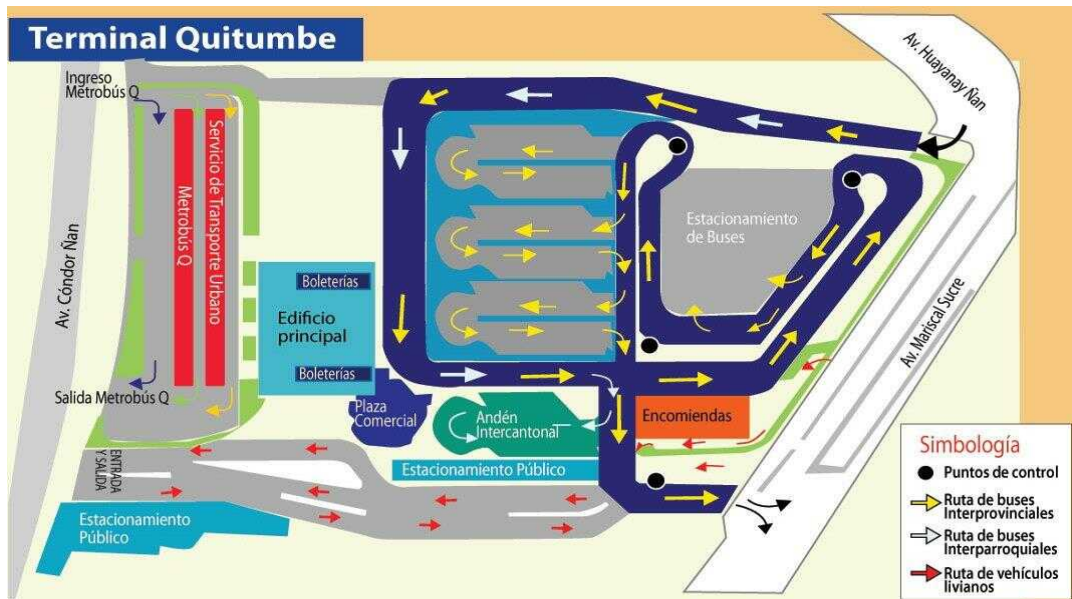 Terminal Quitumbe
Av. Huayanay Ñan
Ingreso
Metrobús Q
Metrobús Q
Servicio de Transporte Urbano
Av. Cóndor Ñan
Estacionamiento
de Buses
Boleterías
Edificio
principal
Boleterías
Av. Mariscal Sucre
Salida Metrobús Q
Plaza
Comercial
Andén
Intercantonal
Encomiendas
Estacionamiento Público
ENTRADA
Y SALIDA
Estacionamiento
Público
Simbología
Puntos de control
Ruta de buses
Interprovinciales
Ruta de buses
Interparroquiales
Ruta de vehículos
livianos